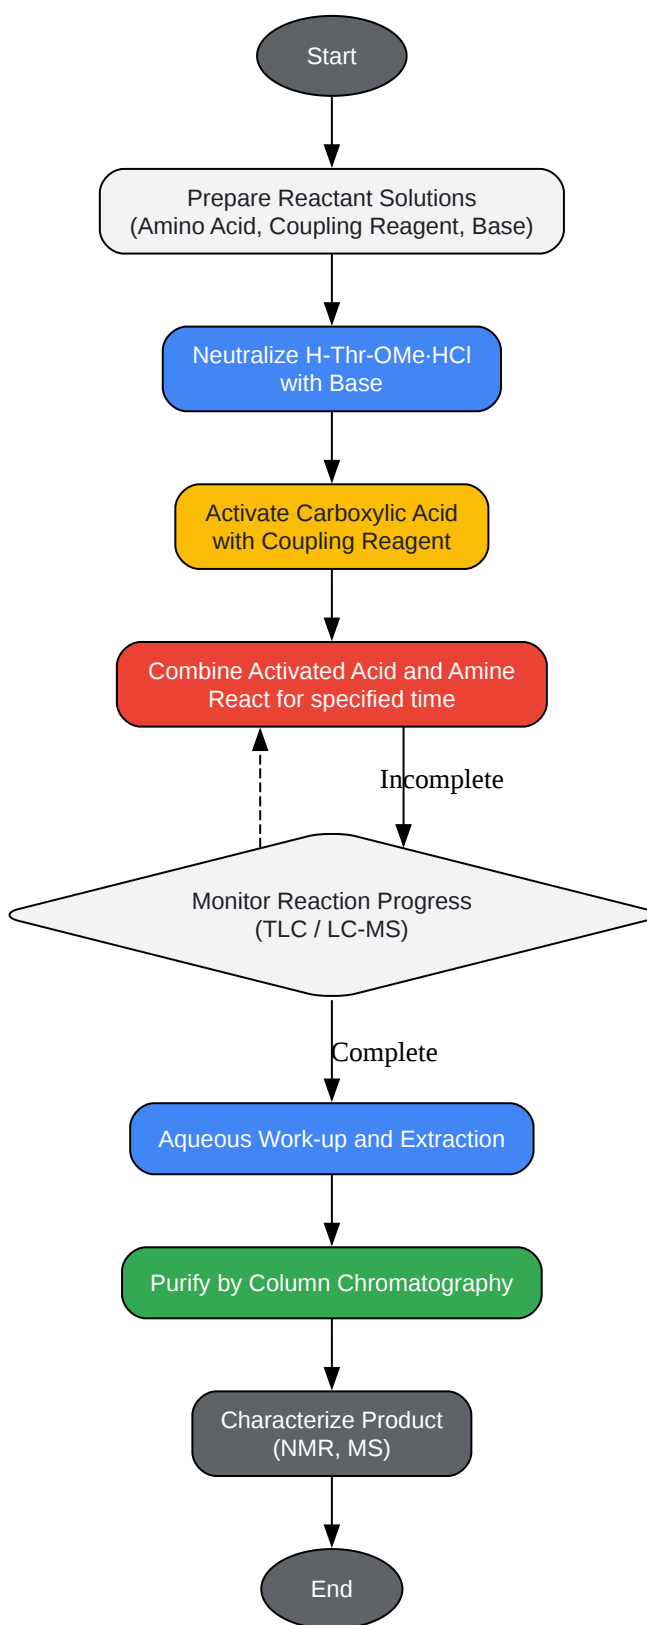 Start
Prepare Reactant Solutions
(Amino Acid, Coupling Reagent, Base)
Neutralize H-Thr-OMe·HCl
with Base
Activate Carboxylic Acid
with Coupling Reagent
Combine Activated Acid and Amine
React for specified time
Incomplete
Monitor Reaction Progress
(TLC / LC-MS)
Complete
Aqueous Work-up and Extraction
Purify by Column Chromatography
Characterize Product
(NMR, MS)
End